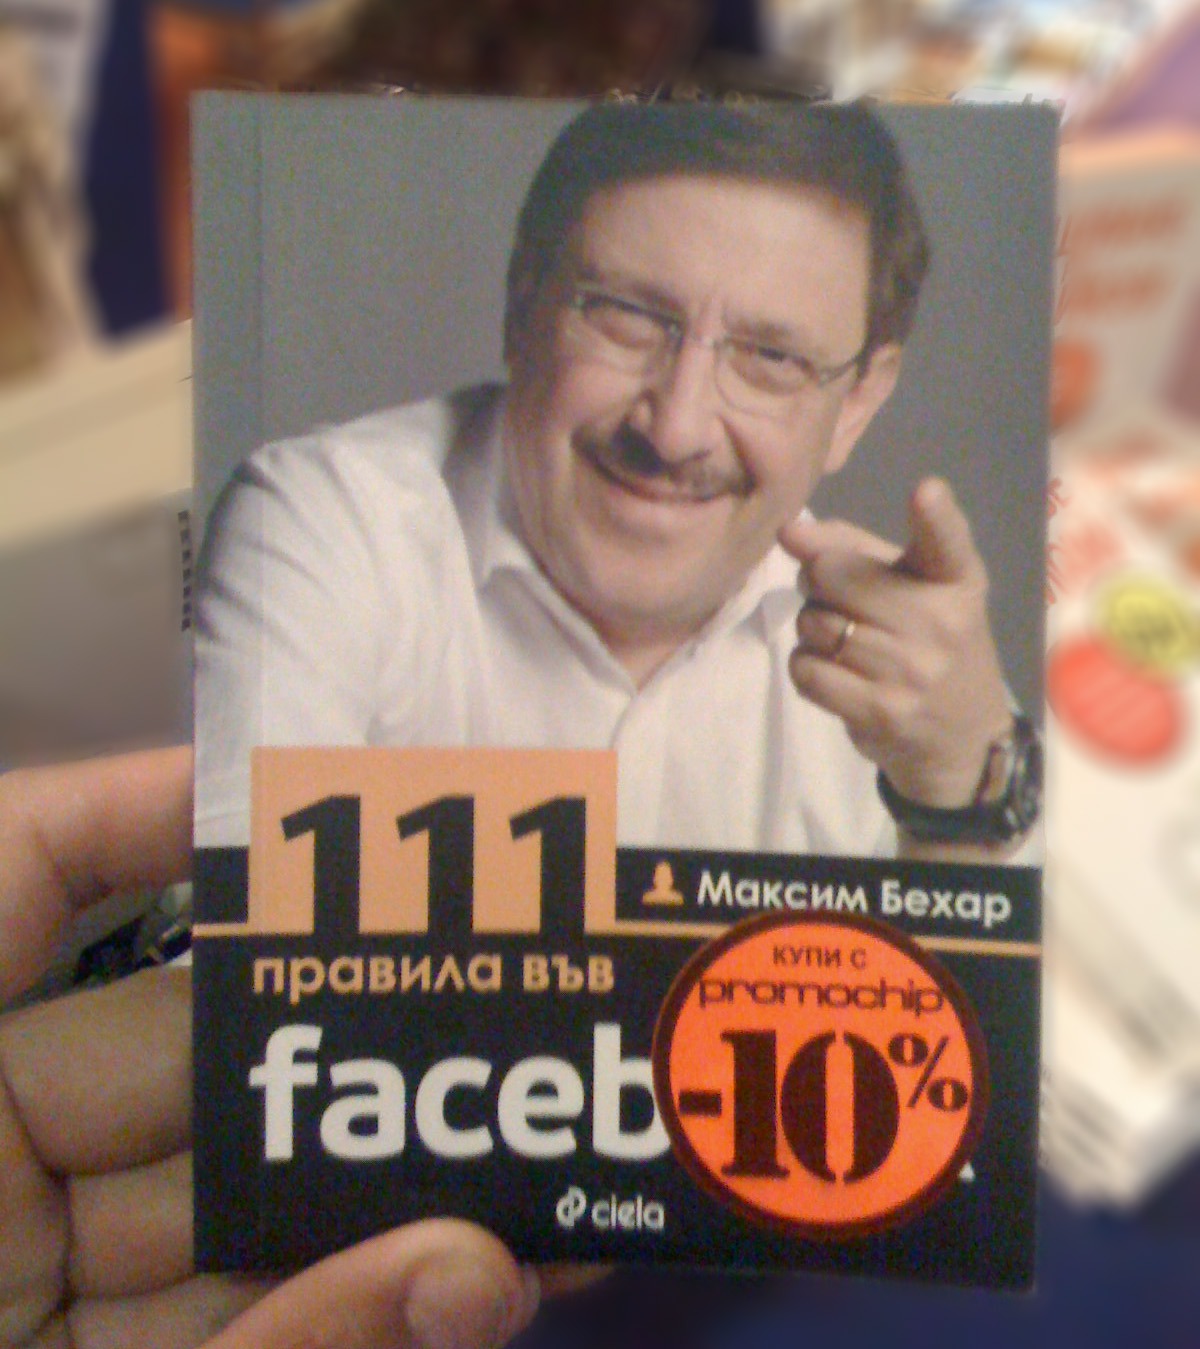 111
Максим Бехар
правила във
faceb
купи с
promochip
-10%
ciela